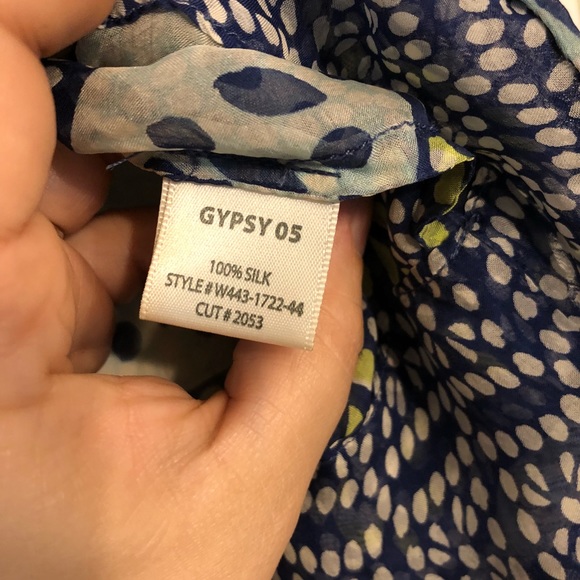 GYPSY 05
100% SILK
STYLE # W443-1722-44
CUT # 2053